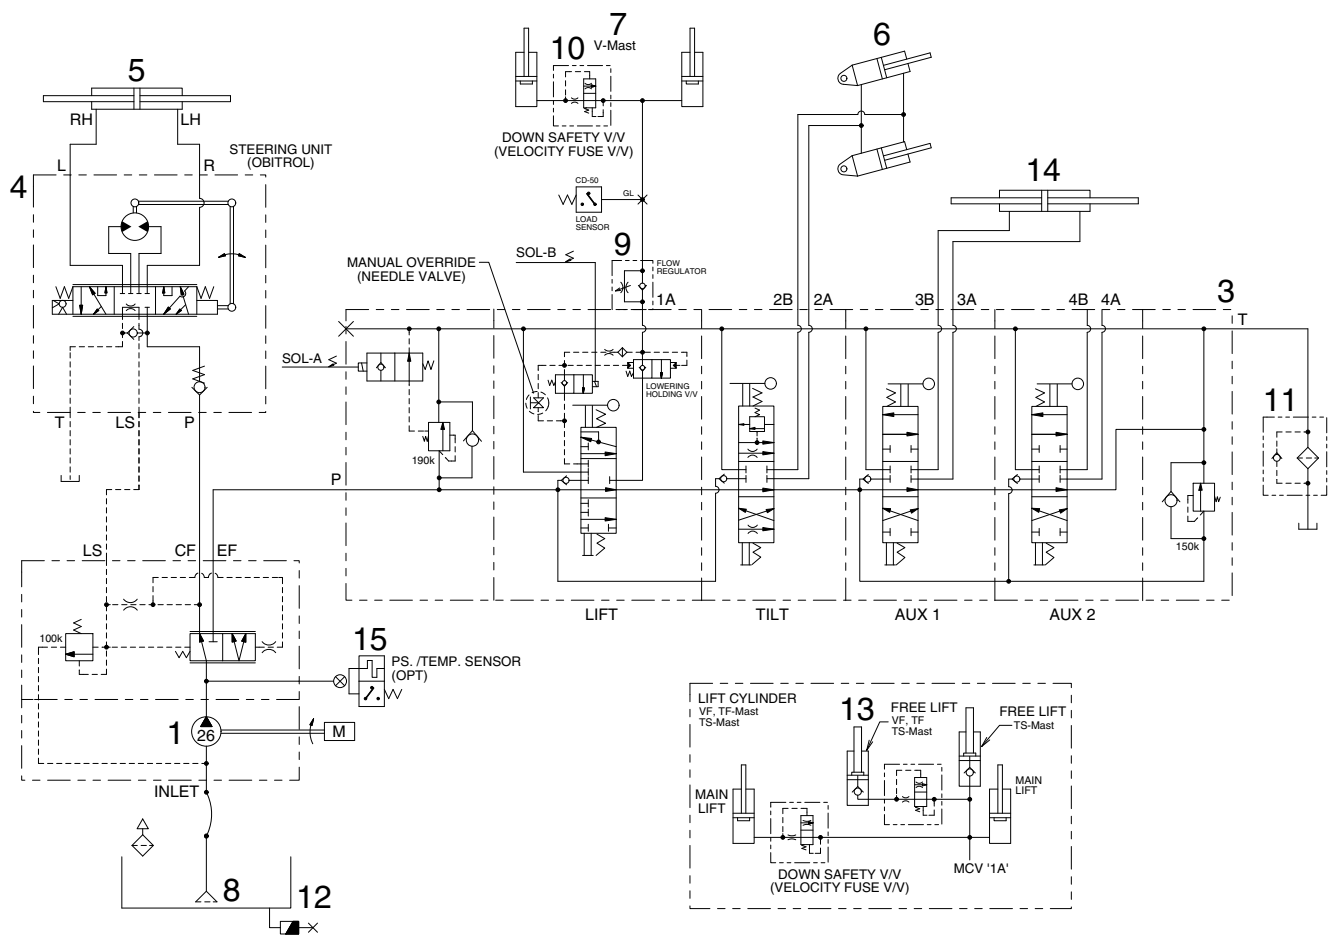 7
V-Mast
10
6
5
RH
LH
DOWN SAFETY V/V
(VELOCITY FUSE V/V)
STEERING UNIT
(OBITROL)
L
R
4
14
CD-50
GL
LOAD
SENSOR
SOL-B
9
FLOW
REGULATOR
MANUAL OVERRIDE
(NEEDLE VALVE)
1A
2B
2A
3B
3A
4B
4A
3
T
SOL-A
LOWERING
HOLDING V/V
11
T
LS
P
190k
P
150k
LS
CF
EF
LIFT
TILT
AUX 1
AUX 2
100k
15
PS. /TEMP. SENSOR
(OPT)
1
26
M
INLET
8
12
LIFT CYLINDER
VF, TF-Mast
TS-Mast
13
FREE LIFT
VF, TF
TS-Mast
FREE LIFT
TS-Mast
MAIN
LIFT
MAIN
LIFT
MCV '1A'
DOWN SAFETY V/V
(VELOCITY FUSE V/V)